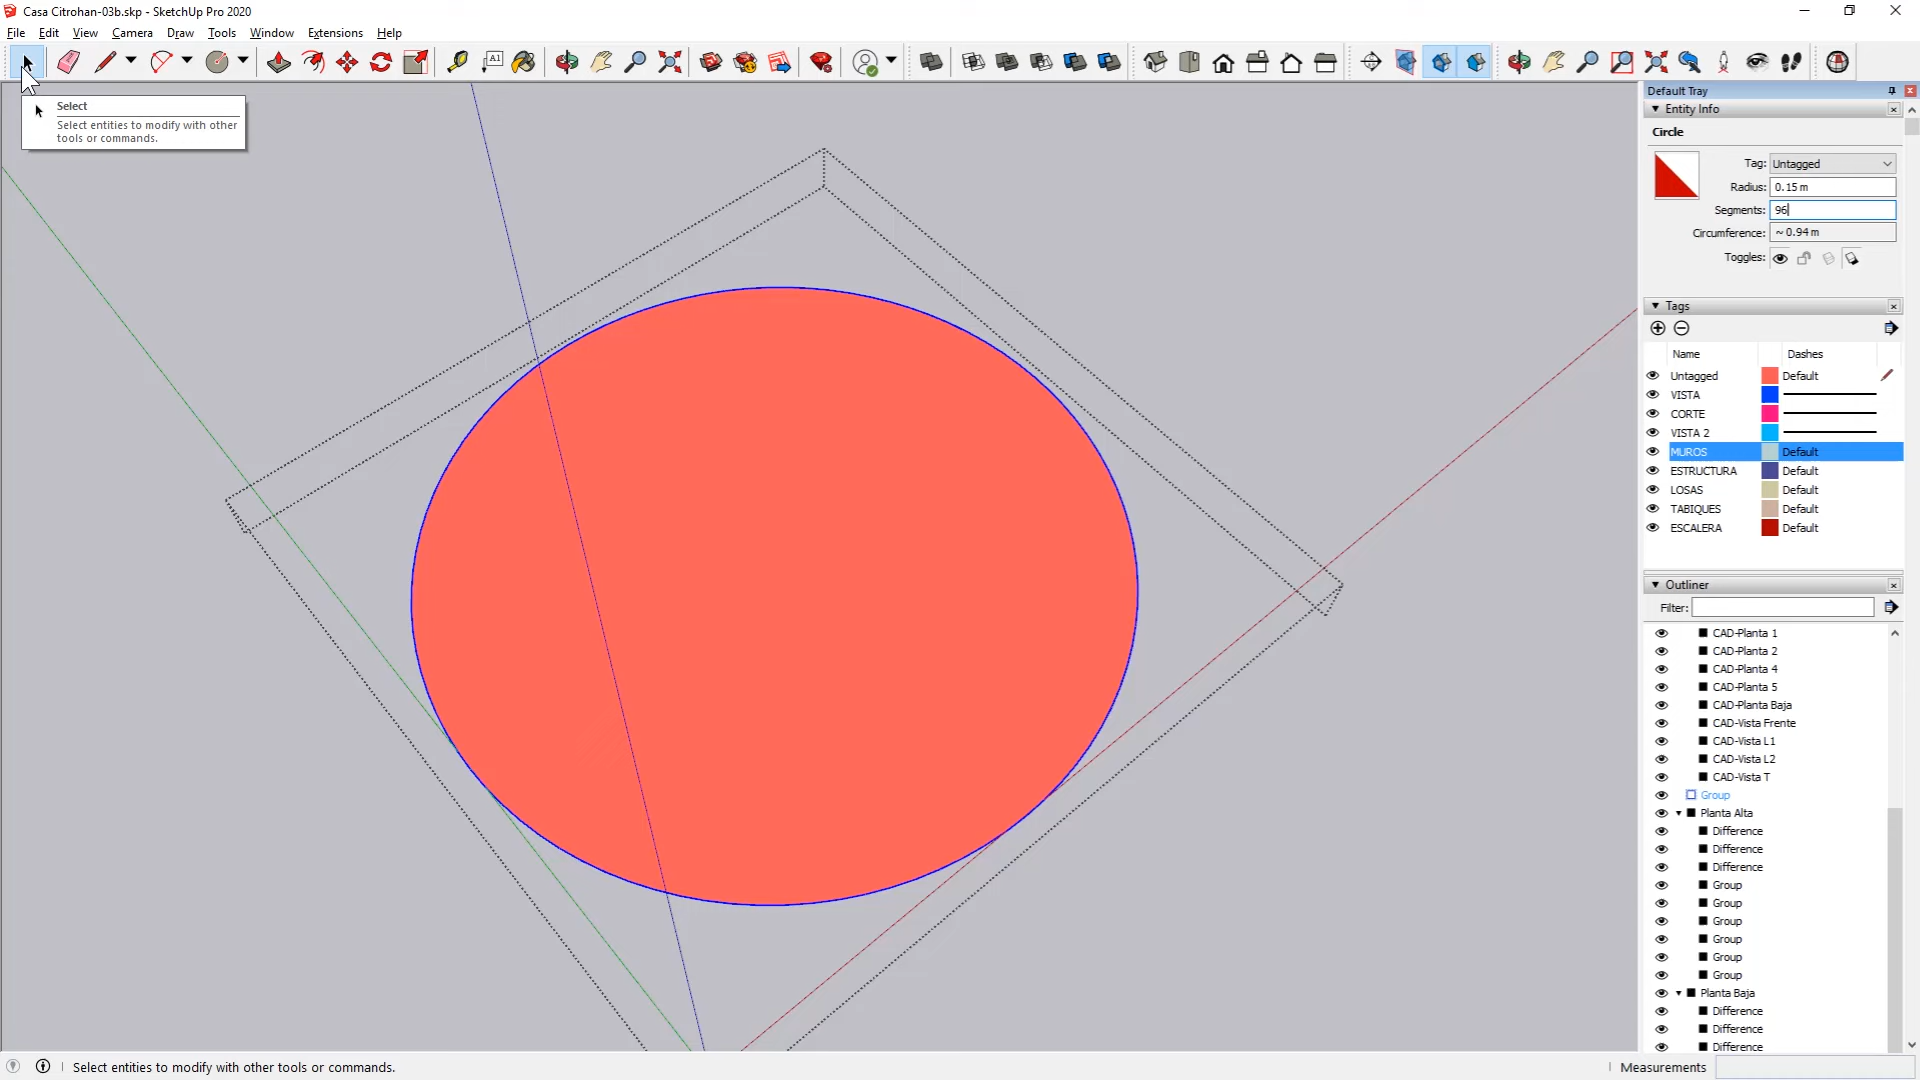 Casa Citrohan-03b.skp - SketchUp Pro 2020
File Edit View Camera Draw Tools Window Extensions Help
A1
Select
Select entities to modify with other
tools or commands.
Default Tray
Entity Info
Circle
Tag: Untagged
Radius: 0.15 m
Segments: 96
Circumference: ~ 0.94 m
Toggles:
Tags
Name Dashes
Untagged Default
VISTA
CORTE
VISTA 2
MUROS Default
ESTRUCTURA Default
LOSAS Default
TABIQUES Default
ESCALERA Default
Outliner
Filter:
CAD-Planta 1
CAD-Planta 2
CAD-Planta 4
CAD-Planta 5
CAD-Planta Baja
CAD-Vista Frente
CAD-Vista L1
CAD-Vista L2
CAD-Vista T
Group
Planta Alta
Difference
Difference
Difference
Group
Group
Group
Group
Group
Group
Planta Baja
Difference
Difference
Difference
Select entities to modify with other tools or commands.
Measurements